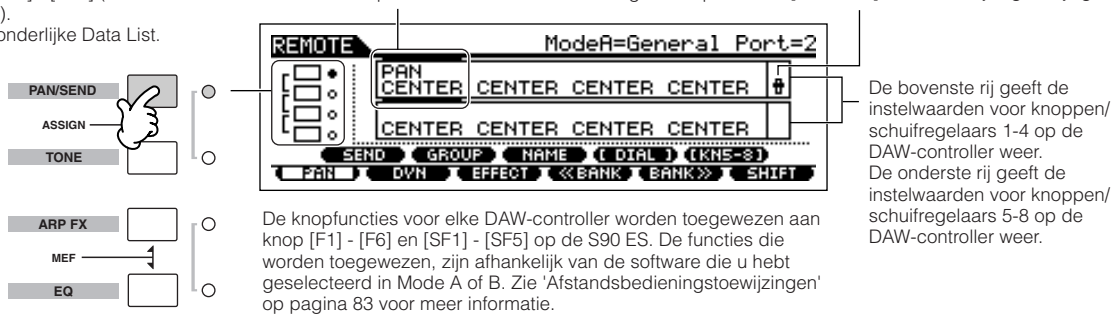 ).
onderlijke Data List.
PAN/SEND
ASSIGN
TONE
ARP FX
MEF
EQ
REMOTE ModeA=General Port=2
PAN
CENTER CENTER CENTER CENTER
CENTER CENTER CENTER CENTER
SEND GROUP NAME [ DIAL ] [KN5-8]
PAN DYN EFFECT <<BANK BANK>> SHIFT
De knopfuncties voor elke DAW-controller worden toegewezen aan
knop [F1] - [F6] en [SF1] - [SF5] op de S90 ES. De functies die
worden toegewezen, zijn afhankelijk van de software die u hebt
geselecteerd in Mode A of B. Zie 'Afstandsbedieningstoewijzingen'
op pagina 83 voor meer informatie.
De bovenste rij geeft de
instelwaarden voor knoppen/
schuifregelaars 1-4 op de
DAW-controller weer.
De onderste rij geeft de
instelwaarden voor knoppen/
schuifregelaars 5-8 op de
DAW-controller weer.